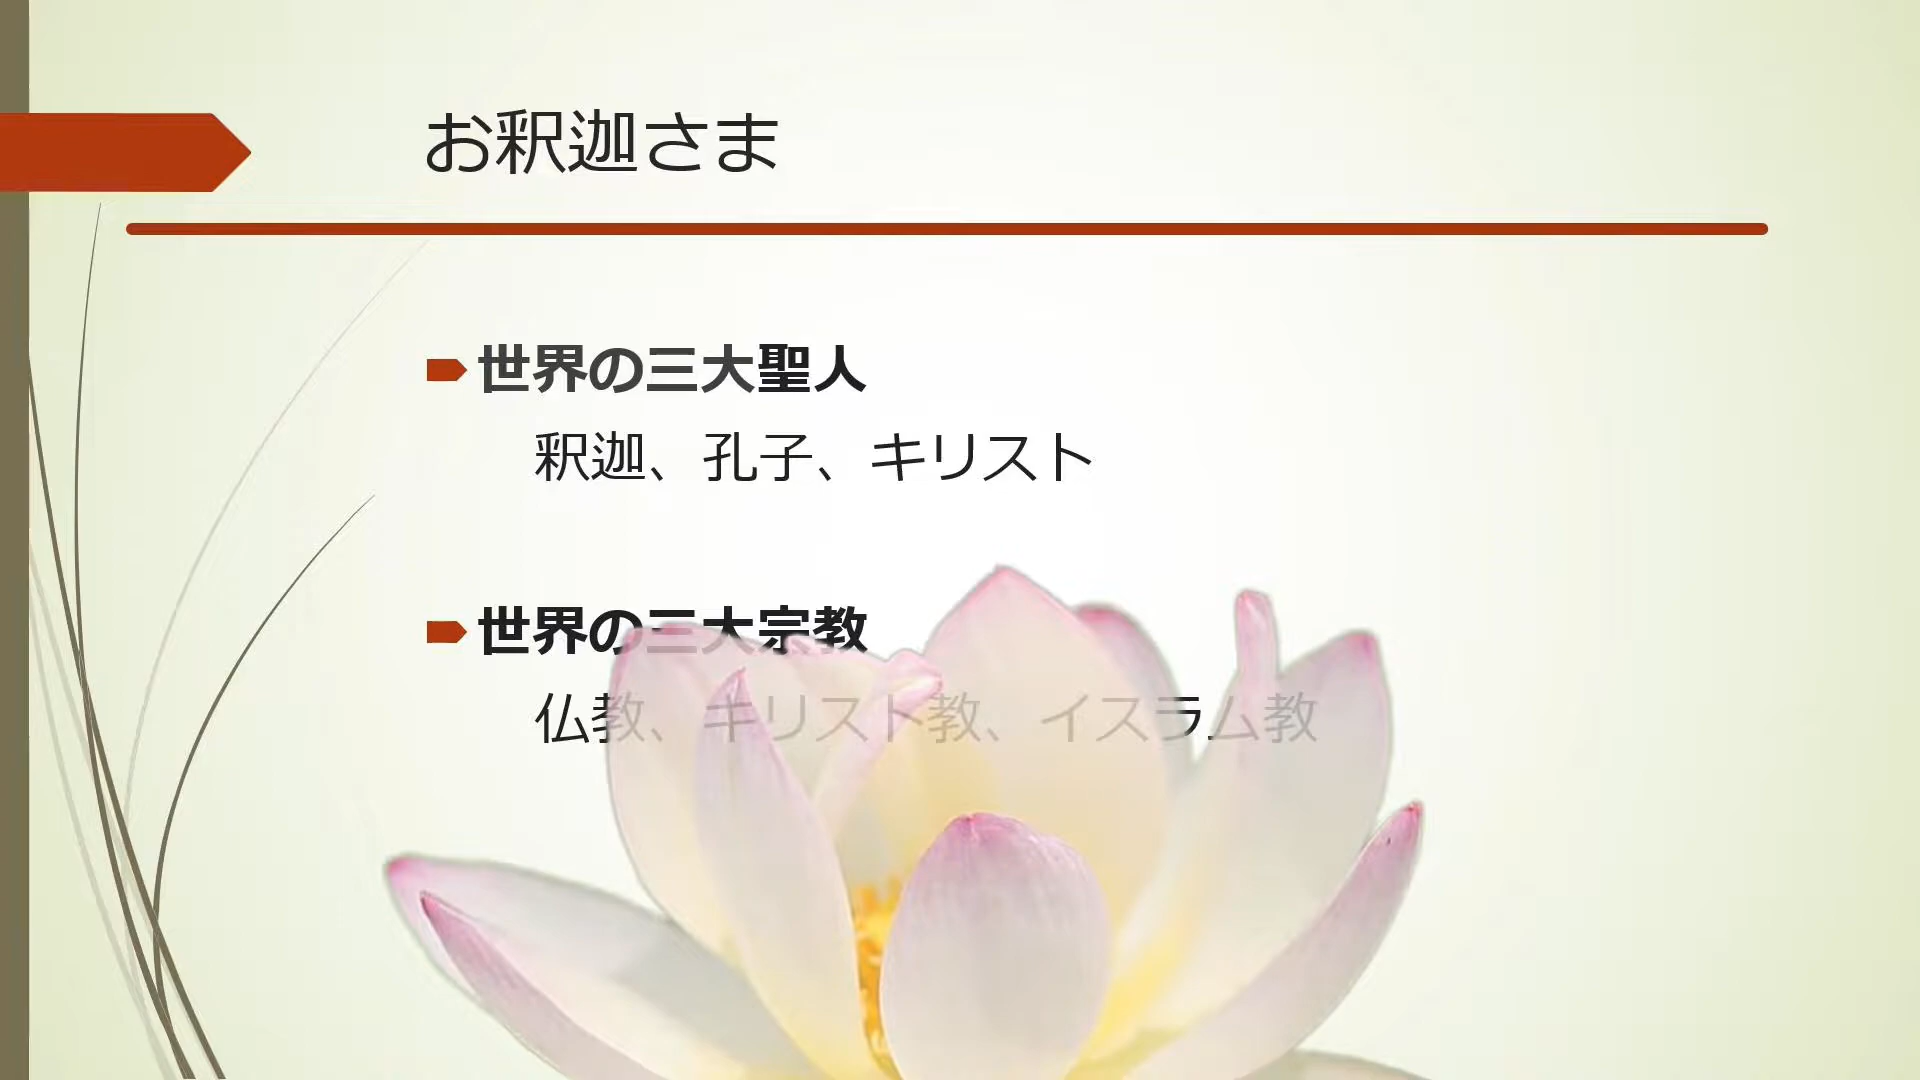 お釈迦さま
世界の三大聖人
釈迦、孔子、キリスト
世界の三大宗教
仏教、キリスト教、イスラム教